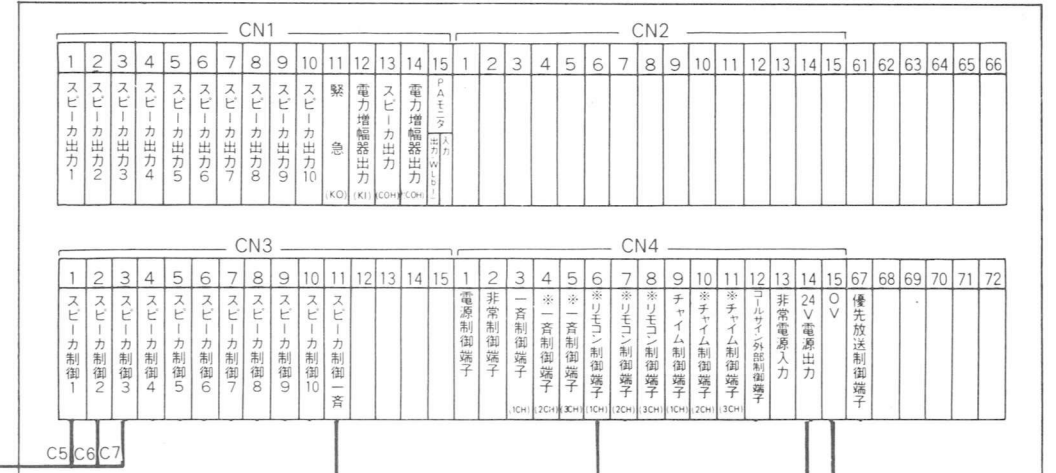 CN1
CN2
1 2 3 4 5 6 7 8 9 10 11 12 13 14 15 1 2 3 4 5 6 7 8 9 10 11 12 13 14 15 61 62 63 64 65 66
スピーカ出力1
スピーカ出力2
スピーカ出力3
スピーカ出力4
スピーカ出力5
スピーカ出力6
スピーカ出力7
スピーカ出力8
スピーカ出力9
スピーカ出力10
緊急
(KO)
電力増幅器出力
(KI)
スピーカ出力
(COH)
電力増幅器出力
(COH)
PAモニタ
入力
出力
CN3
CN4
1 2 3 4 5 6 7 8 9 10 11 12 13 14 15 1 2 3 4 5 6 7 8 9 10 11 12 13 14 15 67 68 69 70 71 72
スピーカ制御1
スピーカ制御2
スピーカ制御3
スピーカ制御4
スピーカ制御5
スピーカ制御6
スピーカ制御7
スピーカ制御8
スピーカ制御9
スピーカ制御10
スピーカ制御一斉
電源制御端子
非常制御端子
一斉制御端子
(1CH)
※一斉制御端子
(2CH)
※一斉制御端子
(3CH)
※リモコン制御端子
(1CH)
※リモコン制御端子
(2CH)
※リモコン制御端子
(3CH)
チャイム制御端子
(1CH)
※チャイム制御端子
(2CH)
※チャイム制御端子
(3CH)
コールサイン外部制御端子
非常電源入力
24V電源出力
0V
優先放送制御端子
C5 C6 C7